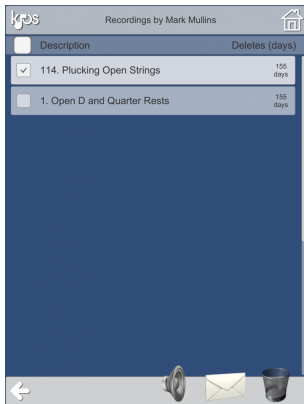 kjos
Recordings by Mark Mullins
Description Deletes (days)
114. Plucking Open Strings 155 days
1. Open D and Quarter Rests 155 days